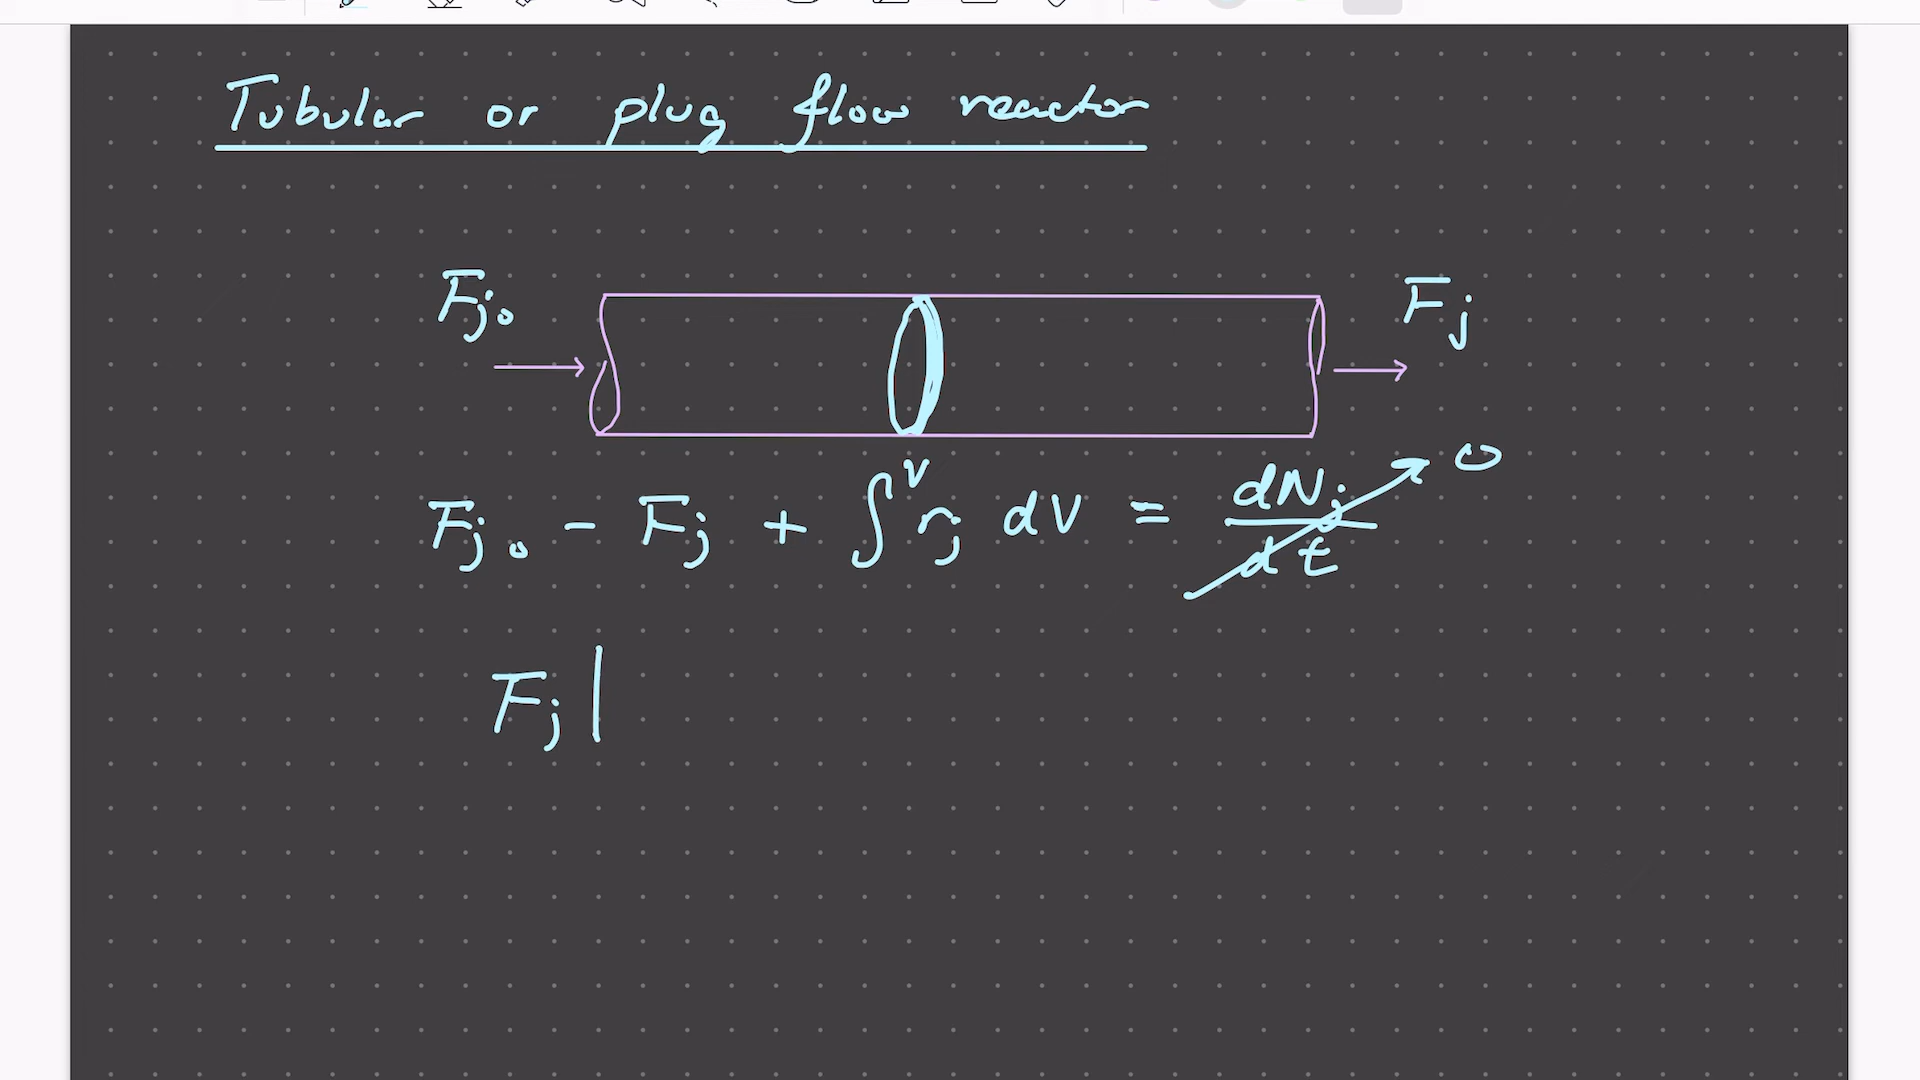 Tubular or plug flow reactor
Fj₀ Fj
Fj₀ - Fj + ∫ⱽ rj dV = dNj/dt → 0
Fj |